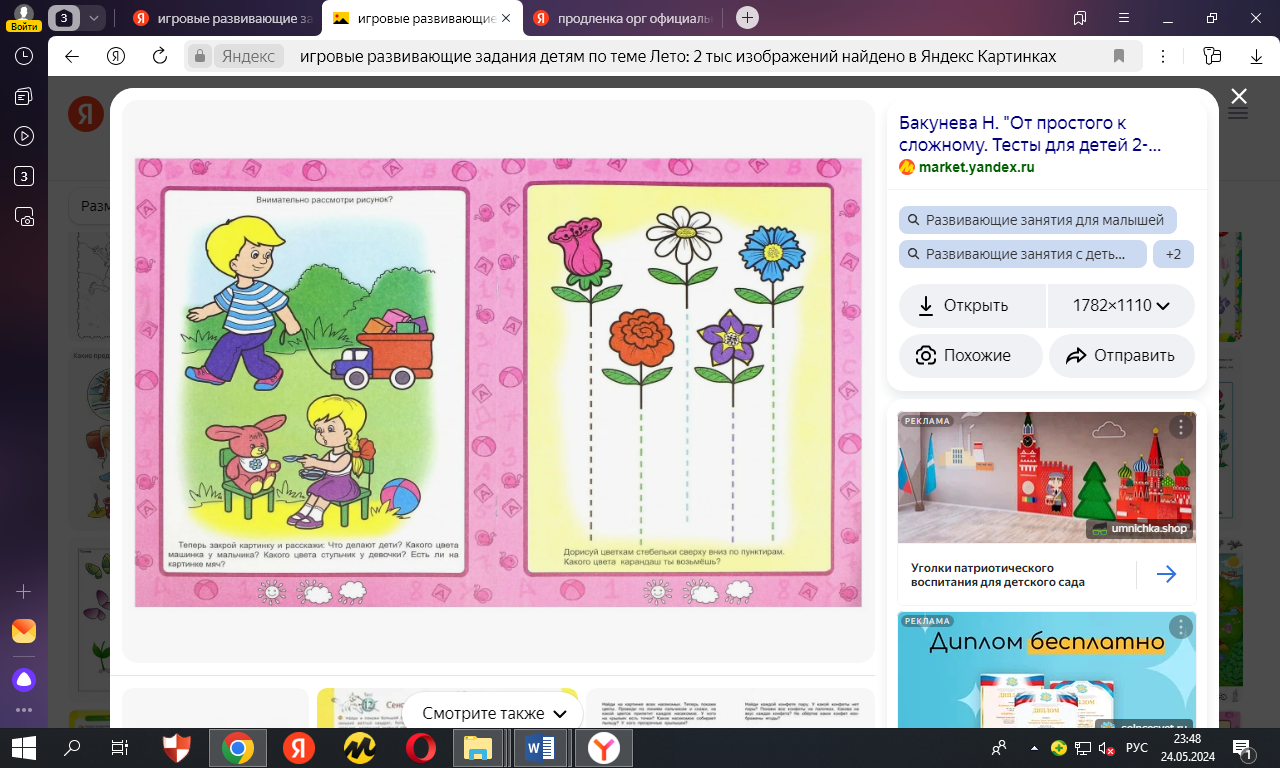 Войти
3
игровые развивающие за
игровые развивающие
продленка орг официаль
Яндекс
игровые развивающие задания детям по теме Лето: 2 тыс изображений найдено в Яндекс Картинках
3
Разм
Внимательно рассмотри рисунок?
Теперь закрой картинку и расскажи: Что делают дети? Какого цвета
машинка у мальчика? Какого цвета стульчик у девочки? Есть ли на
картинке мяч?
Дорисуй цветкам стебельки сверху вниз по пунктирам.
Какого цвета карандаш ты возьмёшь?
Бакунева Н. "От простого к
сложному. Тесты для детей 2-...
market.yandex.ru
Развивающие занятия для малышей
Развивающие занятия с деть...
+2
Открыть
1782×1110
Похожие
Отправить
РЕКЛАМА
umnichka.shop
Уголки патриотического
воспитания для детского сада
РЕКЛАМА
Диплом бесплатно
Смотрите также
РУС
23:48
24.05.2024
1